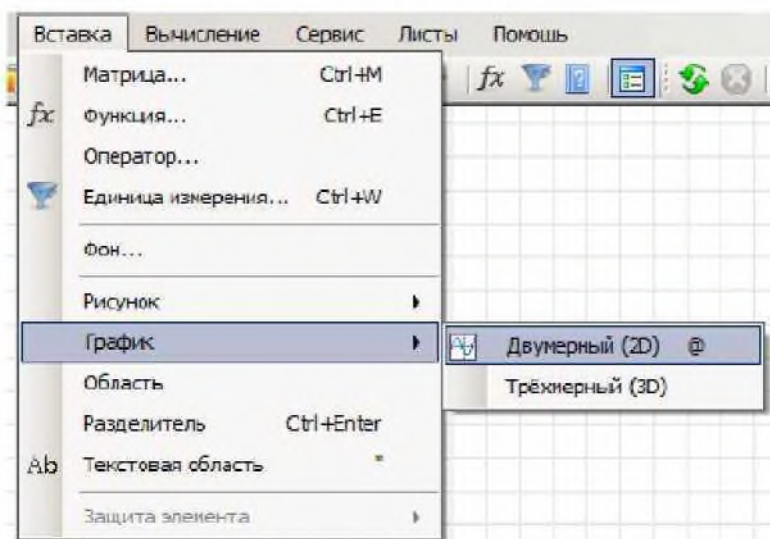 Вставка Вычисление Сервис Листы Помощь
Матрица... Ctrl+M
fx Функция... Ctrl+E
Оператор...
Единица измерения... Ctrl+W
Фон...
Рисунок
График
Двумерный (2D) @
Область
Трёхмерный (3D)
Разделитель Ctrl+Enter
Ab Текстовая область "
Защита элемента
fx